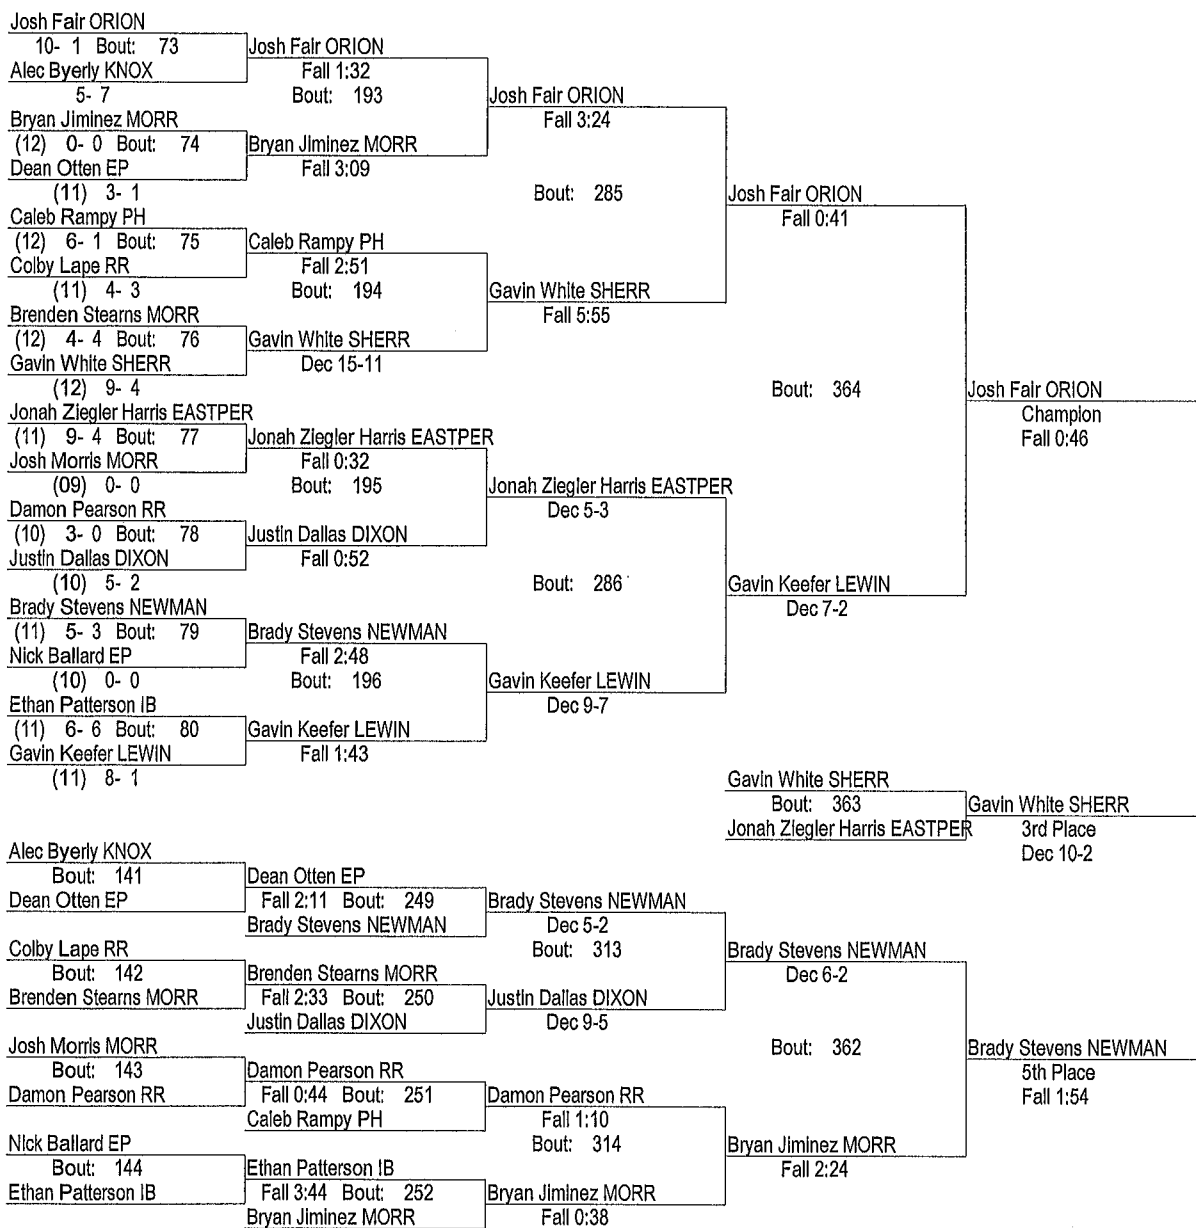 Josh Fair ORION
10- 1 Bout: 73
Josh Fair ORION
Alec Byerly KNOX
Fall 1:32
5- 7
Bout: 193
Josh Fair ORION
Bryan Jiminez MORR
Fall 3:24
(12) 0- 0 Bout: 74
Bryan Jiminez MORR
Dean Otten EP
Fall 3:09
(11) 3- 1
Bout: 285
Josh Fair ORION
Caleb Rampy PH
Fall 0:41
(12) 6- 1 Bout: 75
Caleb Rampy PH
Colby Lape RR
Fall 2:51
(11) 4- 3
Bout: 194
Gavin White SHERR
Brenden Stearns MORR
Fall 5:55
(12) 4- 4 Bout: 76
Gavin White SHERR
Gavin White SHERR
Dec 15-11
(12) 9- 4
Bout: 364
Josh Fair ORION
Jonah Ziegler Harris EASTPER
Champion
(11) 9- 4 Bout: 77
Jonah Ziegler Harris EASTPER
Fall 0:46
Josh Morris MORR
Fall 0:32
(09) 0- 0
Bout: 195
Jonah Ziegler Harris EASTPER
Damon Pearson RR
Dec 5-3
(10) 3- 0 Bout: 78
Justin Dallas DIXON
Justin Dallas DIXON
Fall 0:52
(10) 5- 2
Bout: 286
Gavin Keefer LEWIN
Brady Stevens NEWMAN
Dec 7-2
(11) 5- 3 Bout: 79
Brady Stevens NEWMAN
Nick Ballard EP
Fall 2:48
(10) 0- 0
Bout: 196
Gavin Keefer LEWIN
Ethan Patterson IB
Dec 9-7
(11) 6- 6 Bout: 80
Gavin Keefer LEWIN
Gavin Keefer LEWIN
Fall 1:43
(11) 8- 1
Gavin White SHERR
Bout: 363
Gavin White SHERR
Jonah Ziegler Harris EASTPER
3rd Place
Dec 10-2
Alec Byerly KNOX
Bout: 141
Dean Otten EP
Dean Otten EP
Fall 2:11 Bout: 249
Brady Stevens NEWMAN
Brady Stevens NEWMAN
Dec 5-2
Colby Lape RR
Bout: 313
Brady Stevens NEWMAN
Bout: 142
Brenden Stearns MORR
Dec 6-2
Brenden Stearns MORR
Fall 2:33 Bout: 250
Justin Dallas DIXON
Justin Dallas DIXON
Dec 9-5
Josh Morris MORR
Bout: 362
Brady Stevens NEWMAN
Bout: 143
Damon Pearson RR
5th Place
Damon Pearson RR
Fall 0:44 Bout: 251
Damon Pearson RR
Fall 1:54
Caleb Rampy PH
Fall 1:10
Nick Ballard EP
Bout: 314
Bryan Jiminez MORR
Bout: 144
Ethan Patterson IB
Fall 2:24
Ethan Patterson IB
Fall 3:44 Bout: 252
Bryan Jiminez MORR
Bryan Jiminez MORR
Fall 0:38